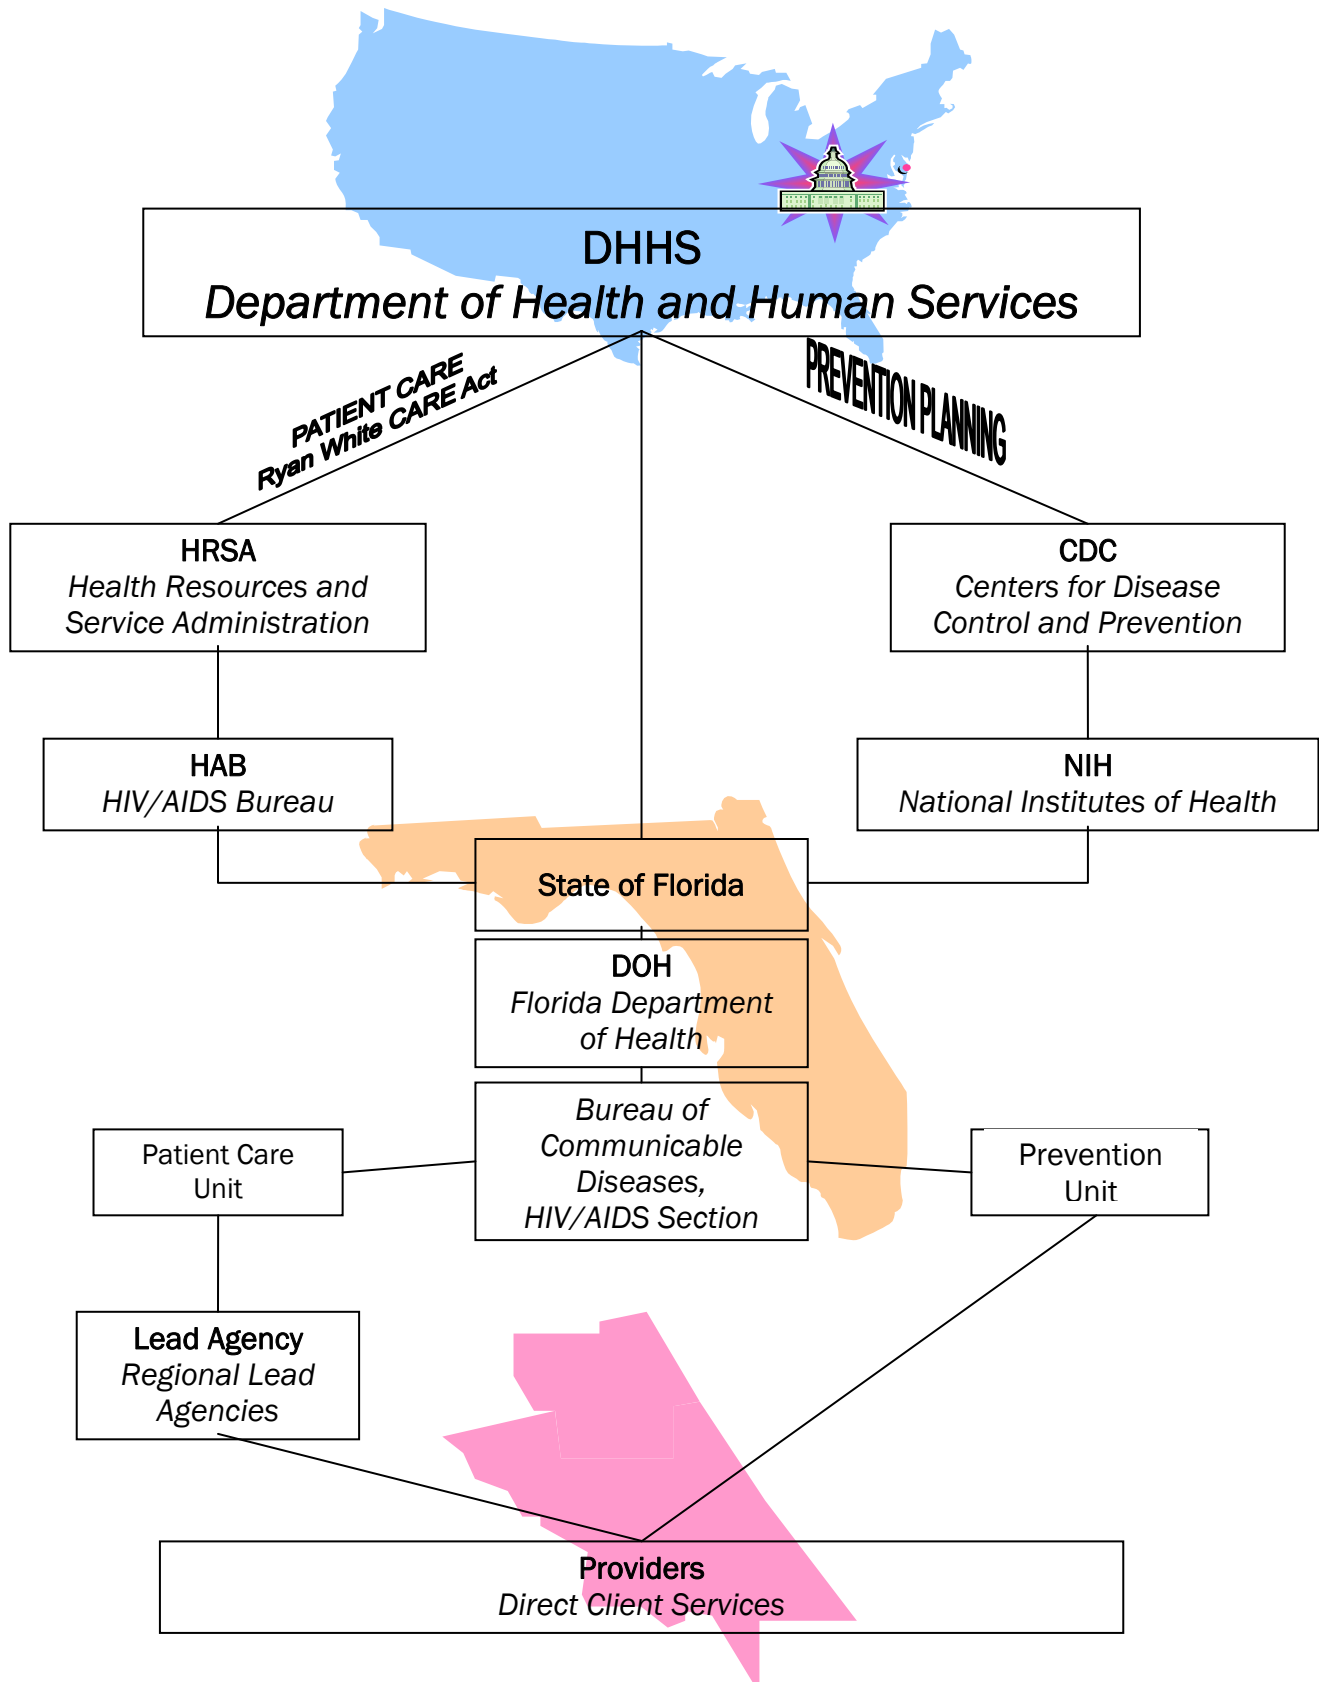 DHHS
Department of Health and Human Services
PATIENT CARE
Ryan White CARE Act
PREVENTION PLANNING
HRSA
Health Resources and
Service Administration
CDC
Centers for Disease
Control and Prevention
HAB
HIV/AIDS Bureau
NIH
National Institutes of Health
State of Florida
DOH
Florida Department
of Health
Bureau of
Communicable
Diseases,
HIV/AIDS Section
Patient Care
Unit
Prevention
Unit
Lead Agency
Regional Lead
Agencies
Providers
Direct Client Services